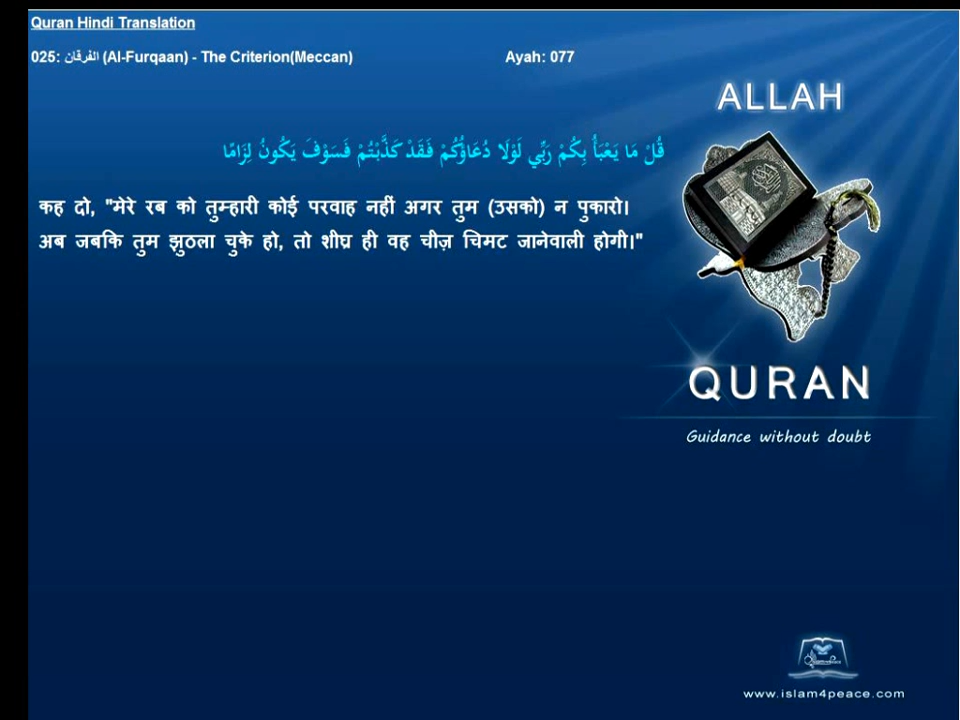 Quran Hindi Translation
025: الفرقان (Al-Furqaan) - The Criterion(Meccan) Ayah: 077
ALLAH
قُلْ مَا يَعْبَأُ بِكُمْ رَبِّي لَوْلَا دُعَاؤُكُمْ فَقَدْ كَذَّبْتُمْ فَسَوْفَ يَكُونُ لِزَامًا
कह दो, "मेरे रब को तुम्हारी कोई परवाह नहीं अगर तुम (उसको) न पुकारो।
अब जबकि तुम झुठला चुके हो, तो शीघ्र ही वह चीज़ चिमट जानेवाली होगी।"
QURAN
Guidance without doubt
www.islam4peace.com